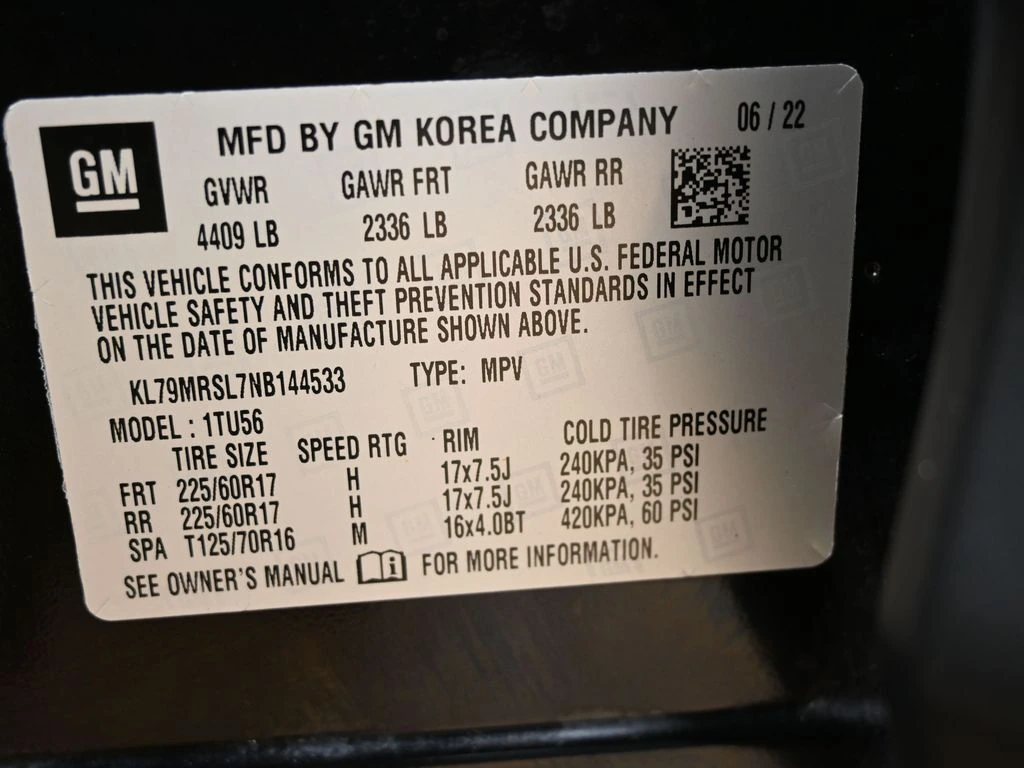 GM
MFD BY GM KOREA COMPANY 06 / 22
GVWR GAWR FRT GAWR RR
4409 LB 2336 LB 2336 LB
THIS VEHICLE CONFORMS TO ALL APPLICABLE U.S. FEDERAL MOTOR
VEHICLE SAFETY AND THEFT PREVENTION STANDARDS IN EFFECT
ON THE DATE OF MANUFACTURE SHOWN ABOVE.
KL79MRSL7NB144533 TYPE: MPV
MODEL : 1TU56
TIRE SIZE SPEED RTG RIM COLD TIRE PRESSURE
FRT 225/60R17 H 17x7.5J 240KPA, 35 PSI
RR 225/60R17 H 17x7.5J 240KPA, 35 PSI
SPA T125/70R16 M 16x4.0BT 420KPA, 60 PSI
SEE OWNER'S MANUAL i FOR MORE INFORMATION.